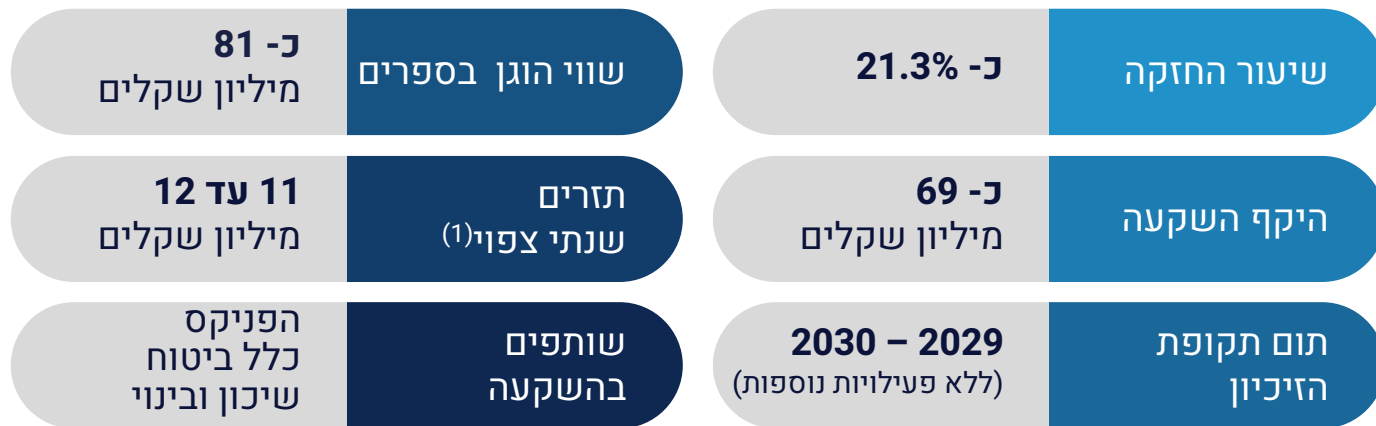 שיעור החזקה
כ- 21.3%
שווי הוגן בספרים
כ- 81
מיליון שקלים
היקף השקעה
כ- 69
מיליון שקלים
תזרים
שנתי צפוי(1)
11 עד 12
מיליון שקלים
תום תקופת
הזיכיון
2029 – 2030
(ללא פעילויות נוספות)
שותפים
בהשקעה
הפניקס
כלל ביטוח
שיכון ובינוי